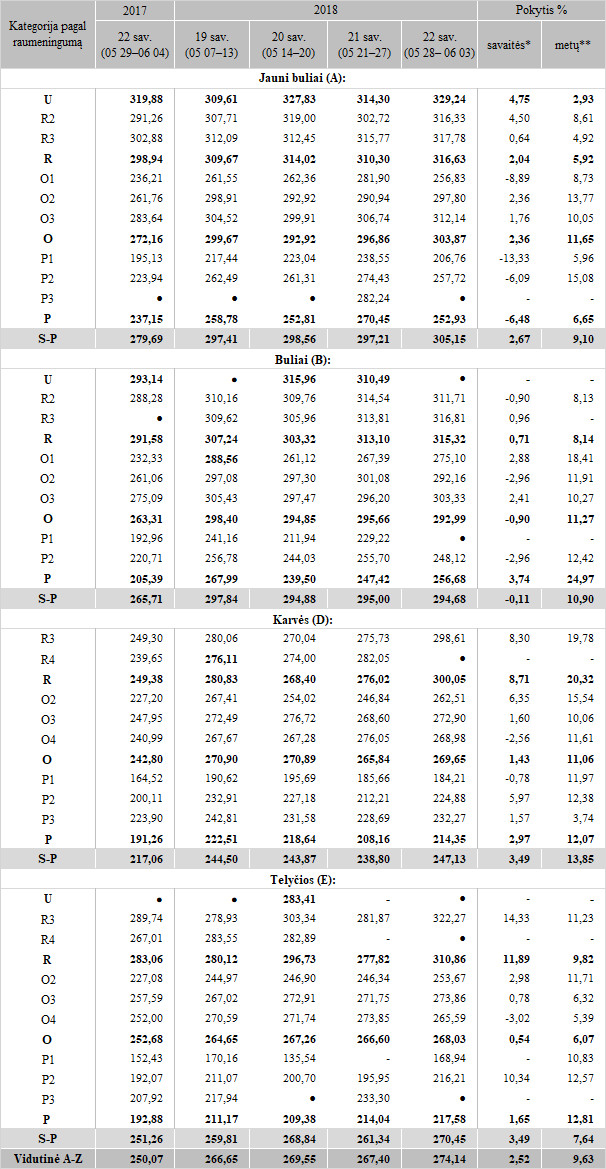 Kategorija pagal raumeningumą 2017 2018 Pokytis %
22 sav. (05 29–06 04) 19 sav. (05 07–13) 20 sav. (05 14–20) 21 sav. (05 21–27) 22 sav. (05 28– 06 03) savaitės* metų**
Jauni buliai (A):
U 319,88 309,61 327,83 314,30 329,24 4,75 2,93
R2 291,26 307,71 319,00 302,72 316,33 4,50 8,61
R3 302,88 312,09 312,45 315,77 317,78 0,64 4,92
R 298,94 309,67 314,02 310,30 316,63 2,04 5,92
O1 236,21 261,55 262,36 281,90 256,83 -8,89 8,73
O2 261,76 298,91 292,92 290,94 297,80 2,36 13,77
O3 283,64 304,52 299,91 306,74 312,14 1,76 10,05
O 272,16 299,67 292,92 296,86 303,87 2,36 11,65
P1 195,13 217,44 223,04 238,55 206,76 -13,33 5,96
P2 223,94 262,49 261,31 274,43 257,72 -6,09 15,08
P3 ● ● ● 282,24 ● - -
P 237,15 258,78 252,81 270,45 252,93 -6,48 6,65
S-P 279,69 297,41 298,56 297,21 305,15 2,67 9,10
Buliai (B):
U 293,14 ● 315,96 310,49 ● - -
R2 288,28 310,16 309,76 314,54 311,71 -0,90 8,13
R3 ● 309,62 305,96 313,81 316,81 0,96 -
R 291,58 307,24 303,32 313,10 315,32 0,71 8,14
O1 232,33 288,56 261,12 267,39 275,10 2,88 18,41
O2 261,06 297,08 297,30 301,08 292,16 -2,96 11,91
O3 275,09 305,43 297,47 296,20 303,33 2,41 10,27
O 263,31 298,40 294,85 295,66 292,99 -0,90 11,27
P1 192,96 241,16 211,94 229,22 ● - -
P2 220,71 256,78 244,03 255,70 248,12 -2,96 12,42
P 205,39 267,99 239,50 247,42 256,68 3,74 24,97
S-P 265,71 297,84 294,88 295,00 294,68 -0,11 10,90
Karvės (D):
R3 249,30 280,06 270,04 275,73 298,61 8,30 19,78
R4 239,65 276,11 274,00 282,05 ● - -
R 249,38 280,83 268,40 276,02 300,05 8,71 20,32
O2 227,20 267,41 254,02 246,84 262,51 6,35 15,54
O3 247,95 272,49 276,72 268,60 272,90 1,60 10,06
O4 240,99 267,67 267,28 276,05 268,98 -2,56 11,61
O 242,80 270,90 270,89 265,84 269,65 1,43 11,06
P1 164,52 190,62 195,69 185,66 184,21 -0,78 11,97
P2 200,11 232,91 227,18 212,21 224,88 5,97 12,38
P3 223,90 242,81 231,58 228,69 232,27 1,57 3,74
P 191,26 222,51 218,64 208,16 214,35 2,97 12,07
S-P 217,06 244,50 243,87 238,80 247,13 3,49 13,85
Telyčios (E):
U ● ● 283,41 - ● - -
R3 289,74 278,93 303,34 281,87 322,27 14,33 11,23
R4 267,01 283,55 282,89 - ● - -
R 283,06 280,12 296,73 277,82 310,86 11,89 9,82
O2 227,08 244,97 246,90 246,34 253,67 2,98 11,71
O3 257,59 267,02 272,91 271,75 273,86 0,78 6,32
O4 252,00 270,59 271,74 273,85 265,59 -3,02 5,39
O 252,68 264,65 267,26 266,60 268,03 0,54 6,07
P1 152,43 170,16 135,54 - 168,94 - 10,83
P2 192,07 211,07 200,70 195,95 216,21 10,34 12,57
P3 207,92 217,94 ● 233,30 ● - -
P 192,88 211,17 209,38 214,04 217,58 1,65 12,81
S-P 251,26 259,81 268,84 261,34 270,45 3,49 7,64
Vidutinė A-Z 250,07 266,65 269,55 267,40 274,14 2,52 9,63